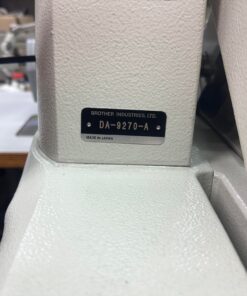 BROTHER INDUSTRIES, LTD.
DA-9270-A
MADE IN JAPAN